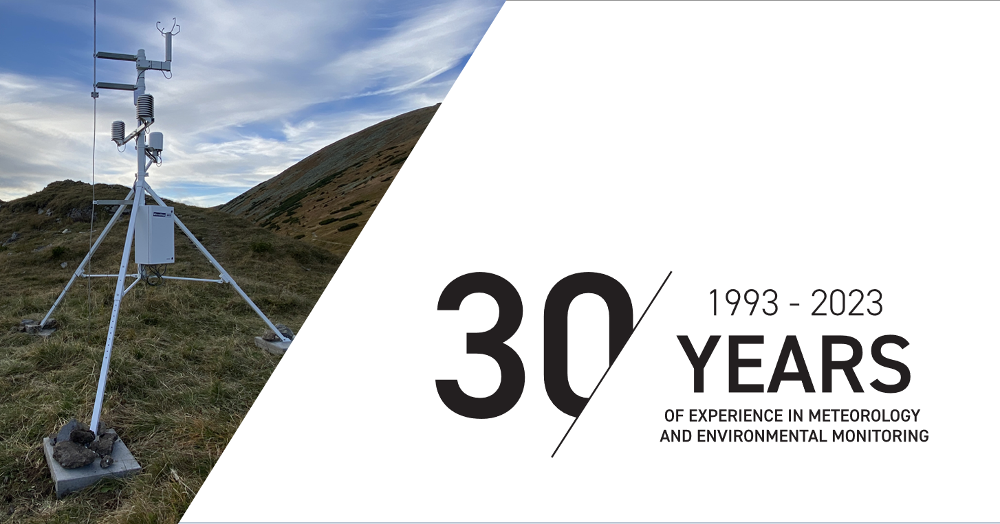 30
1993 - 2023
YEARS
OF EXPERIENCE IN METEOROLOGY
AND ENVIRONMENTAL MONITORING